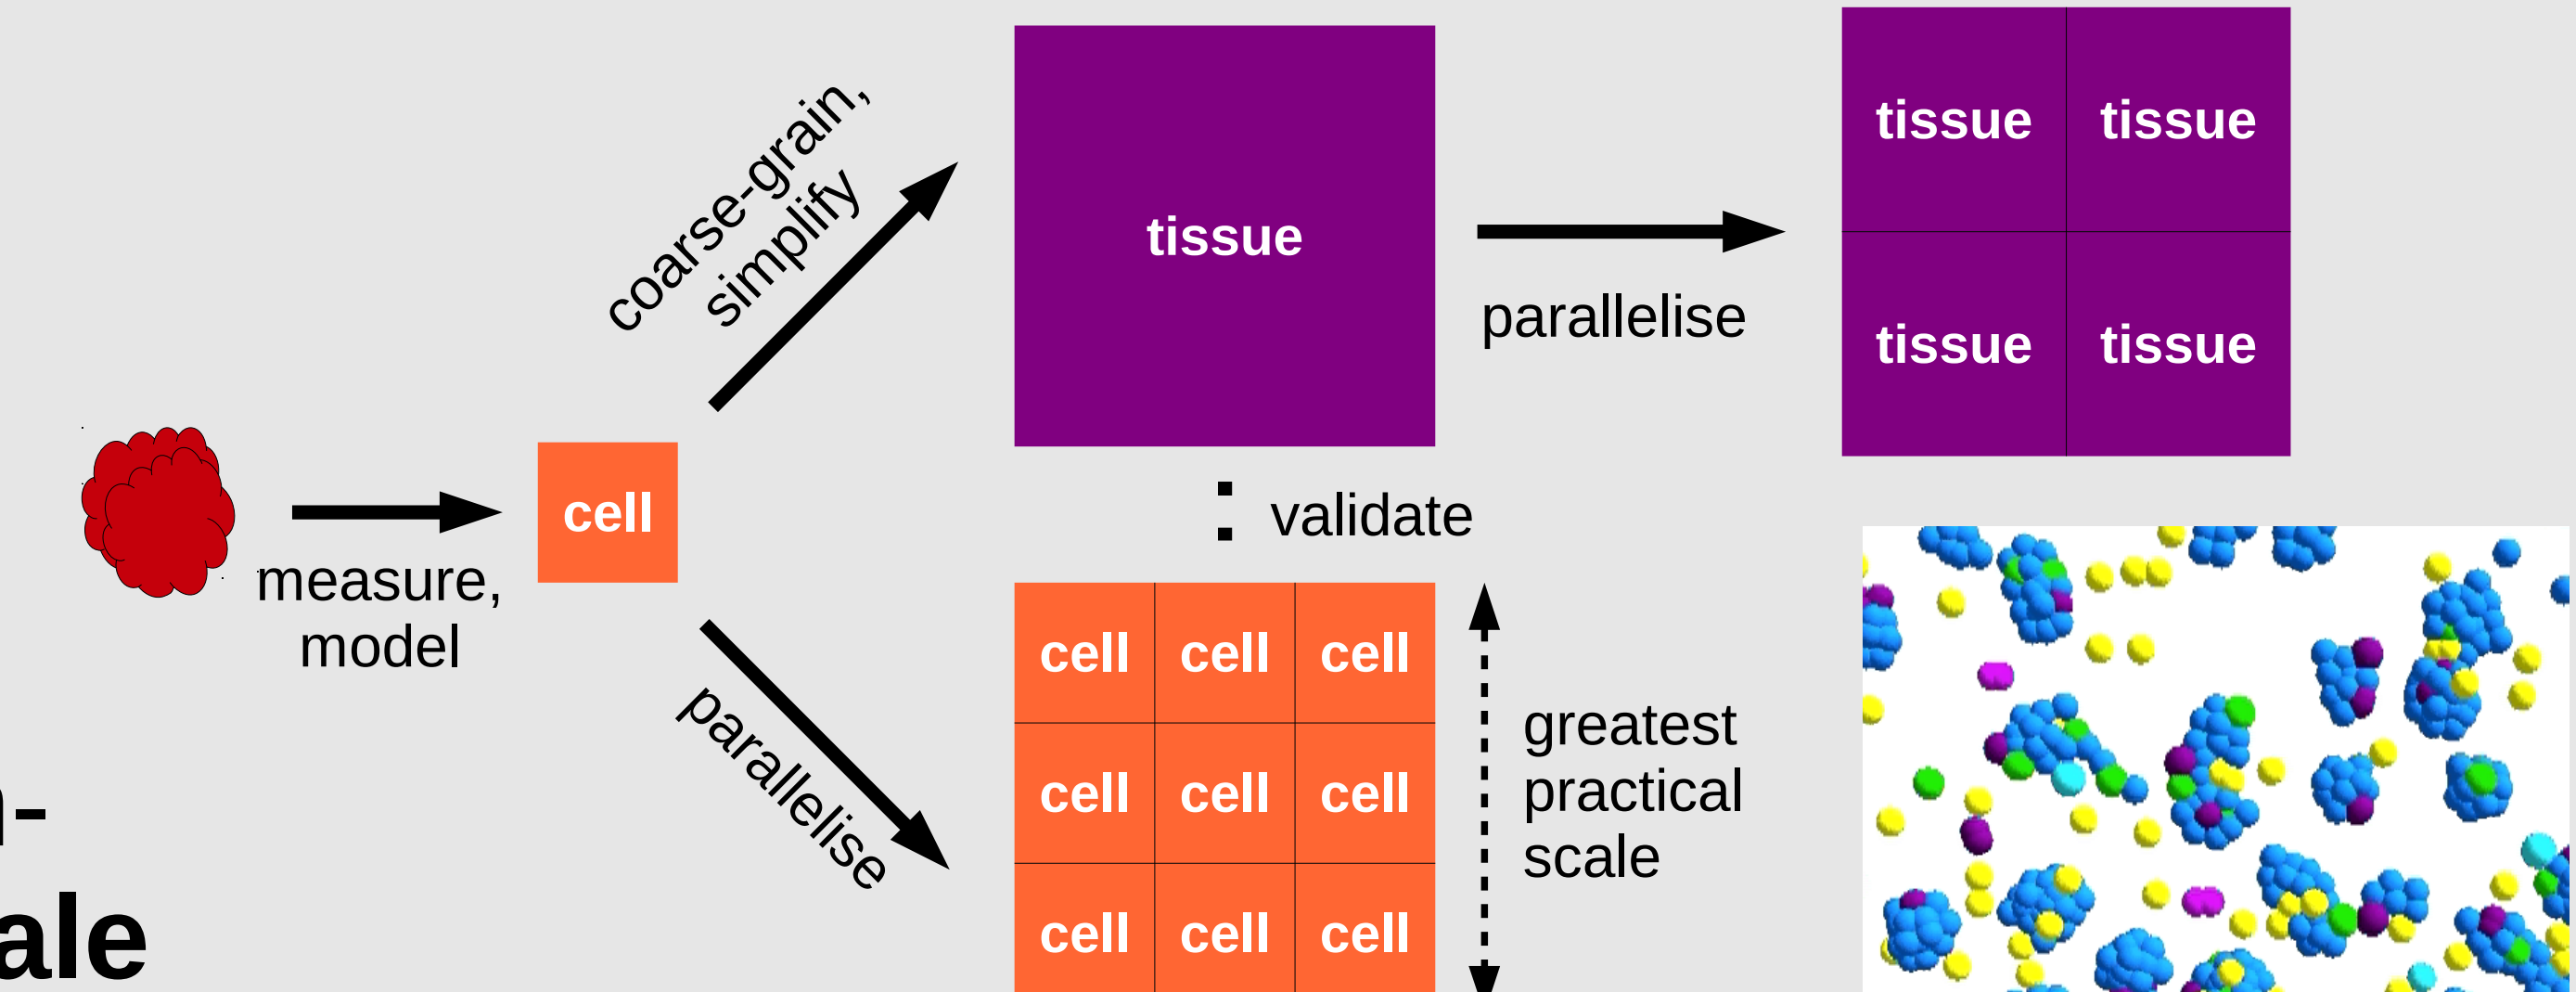 coarse-grain,
simplify
tissue
parallelise
tissue tissue
tissue tissue
measure,
model
cell
parallelise
: validate
cell cell cell
cell cell cell
cell cell cell
greatest
practical
scale